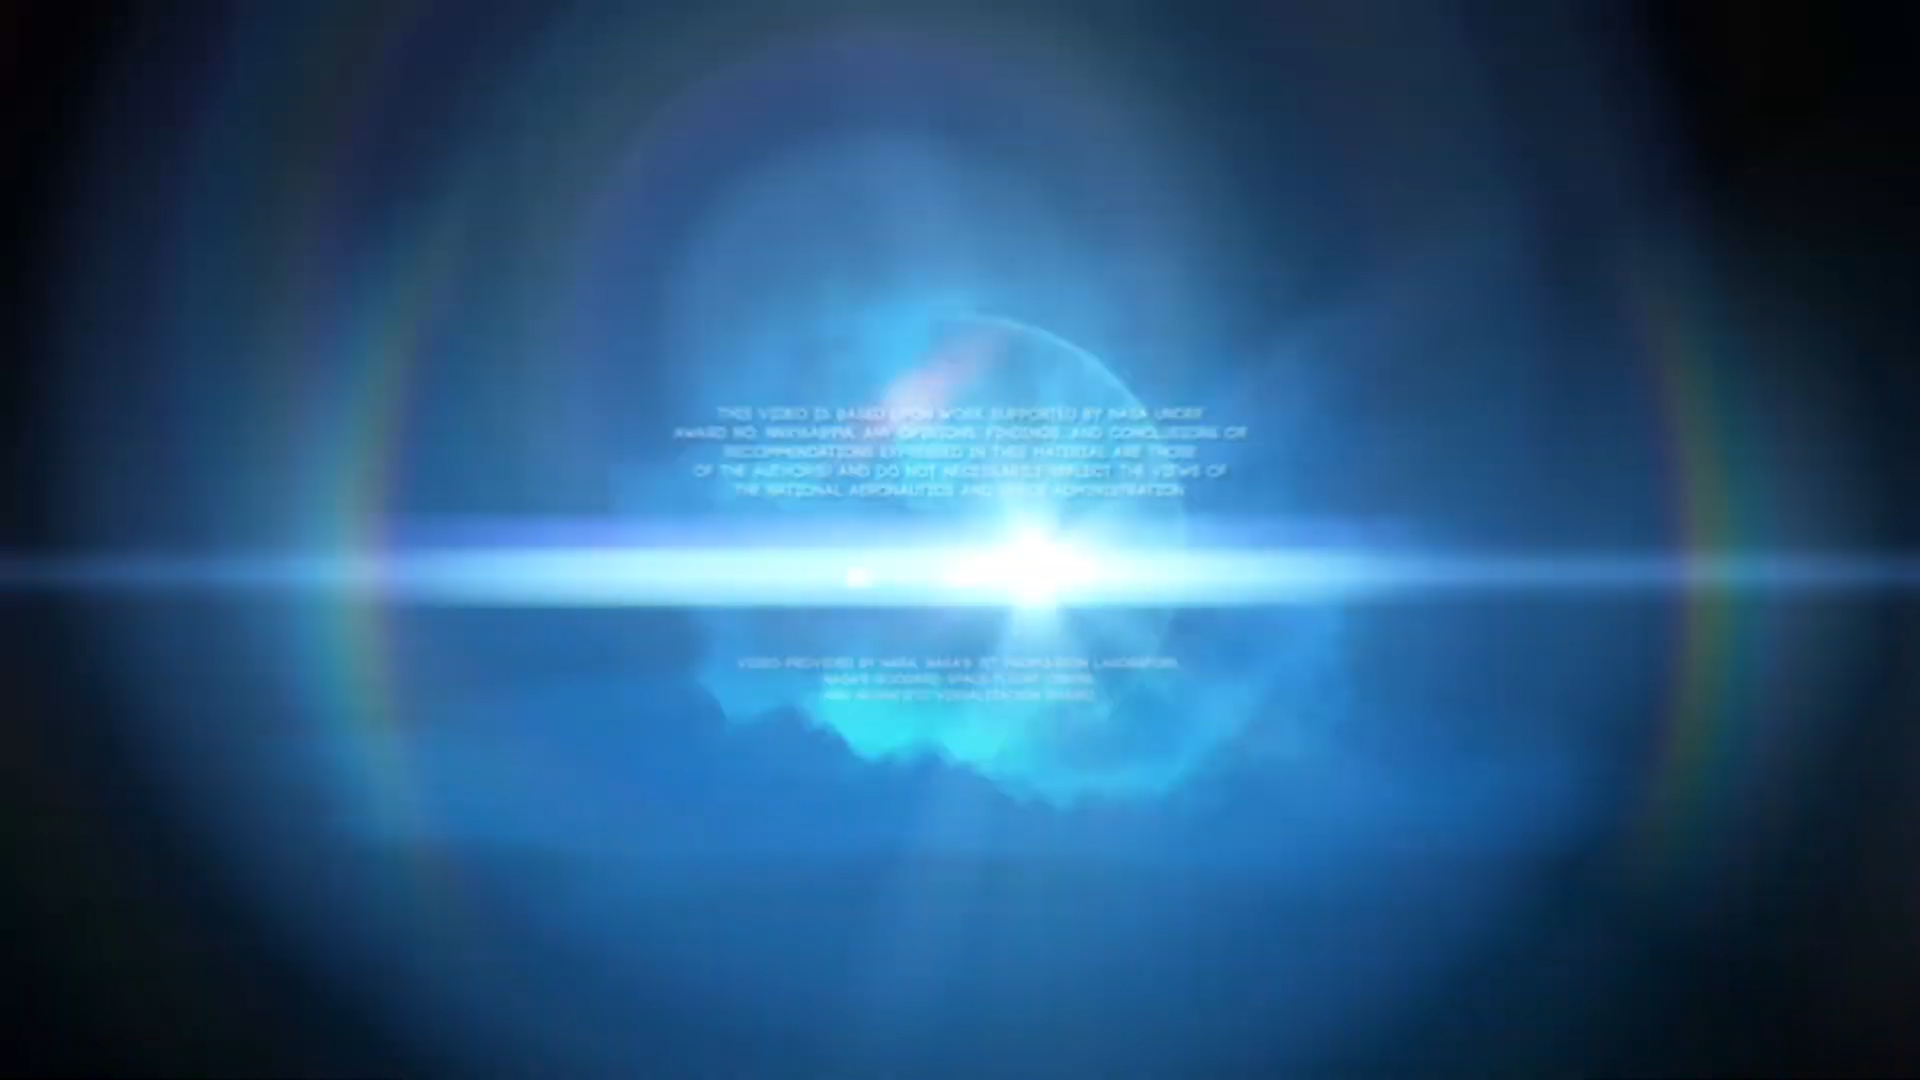 THIS VIDEO IS BASED UPON WORK SUPPORTED BY NASA UNDER
AWARD NO. ANY OPINIONS, FINDINGS, AND CONCLUSIONS OR
RECOMMENDATIONS EXPRESSED IN THIS MATERIAL ARE THOSE
OF THE AUTHOR(S) AND DO NOT NECESSARILY REFLECT THE VIEWS OF
THE NATIONAL AERONAUTICS AND SPACE ADMINISTRATION
VIDEO PROVIDED BY NASA, NASA'S JET PROPULSION LABORATORY,
NASA'S GODDARD SPACE FLIGHT CENTER,
AND VISUALIZATION